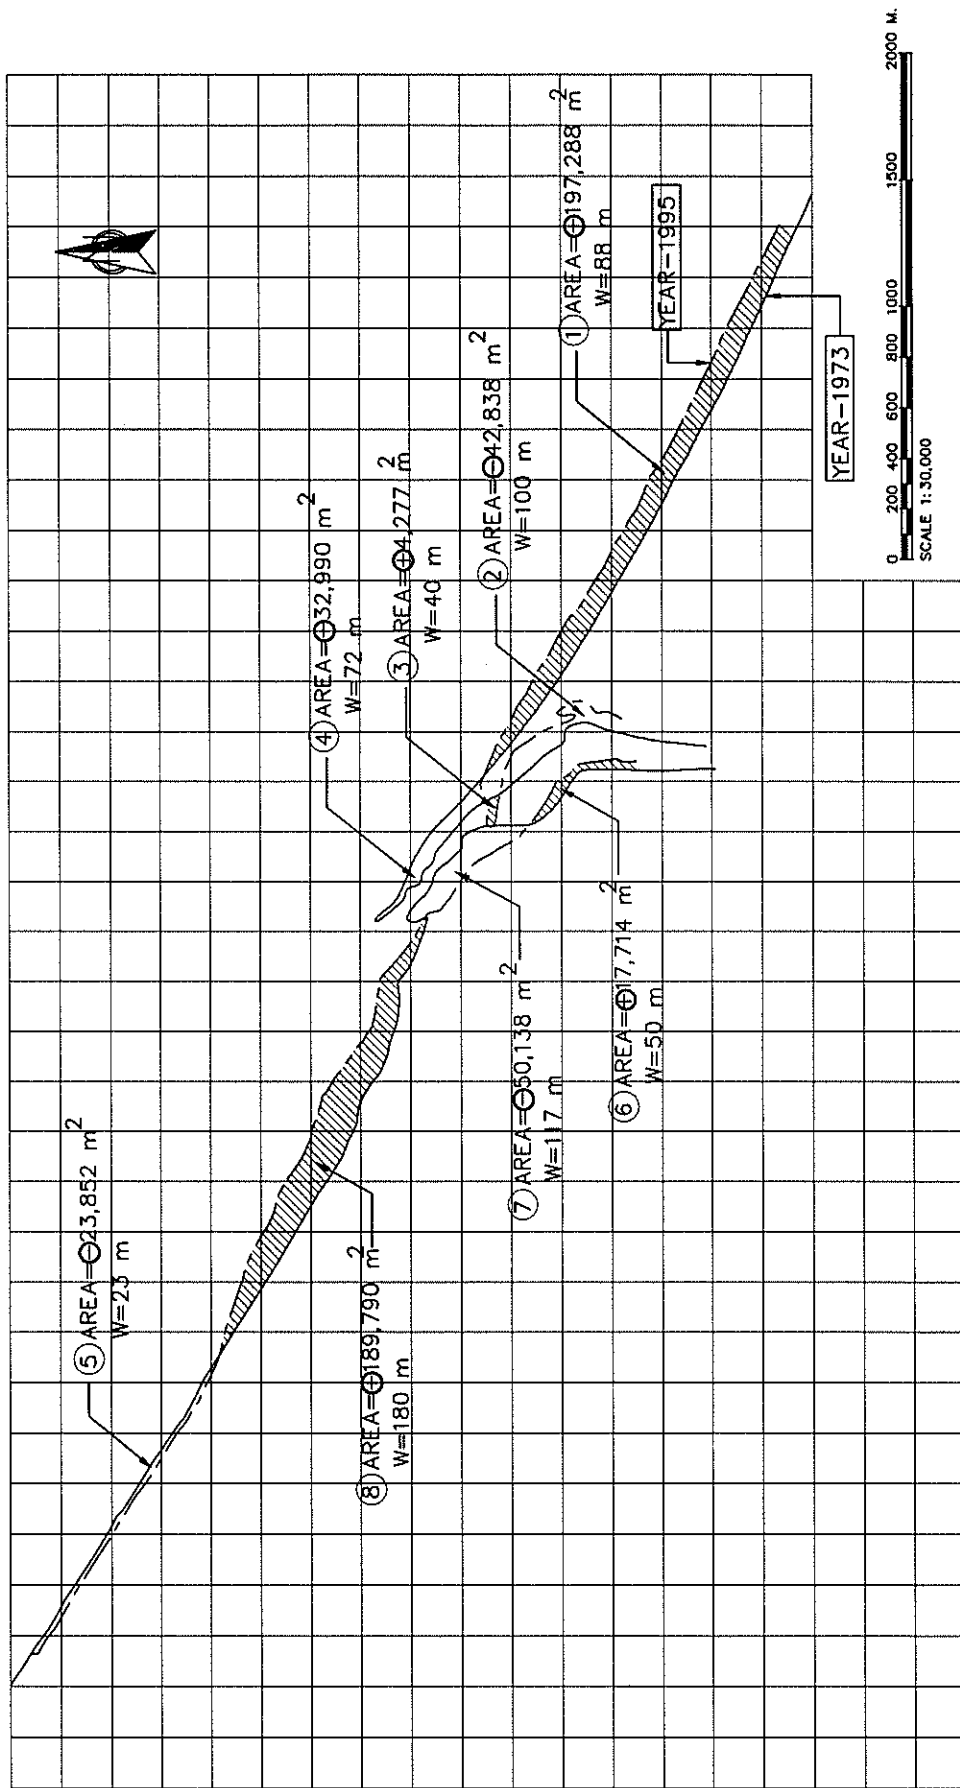 ⑤ AREA=⊖23,852 m²
W=23 m
④ AREA=⊕32,990 m²
W=72 m
③ AREA=⊕4,277 m²
W=40 m
② AREA=⊖42,838 m²
W=100 m
① AREA=⊕197,288 m²
W=88 m
YEAR-1995
⑧ AREA=⊕189,790 m²
W=180 m
⑦ AREA=⊖50,138 m²
W=117 m
⑥ AREA=⊕17,714 m²
W=50 m
YEAR-1973
0 200 400 600 800 1000 1500 2000 M.
SCALE 1:30,000